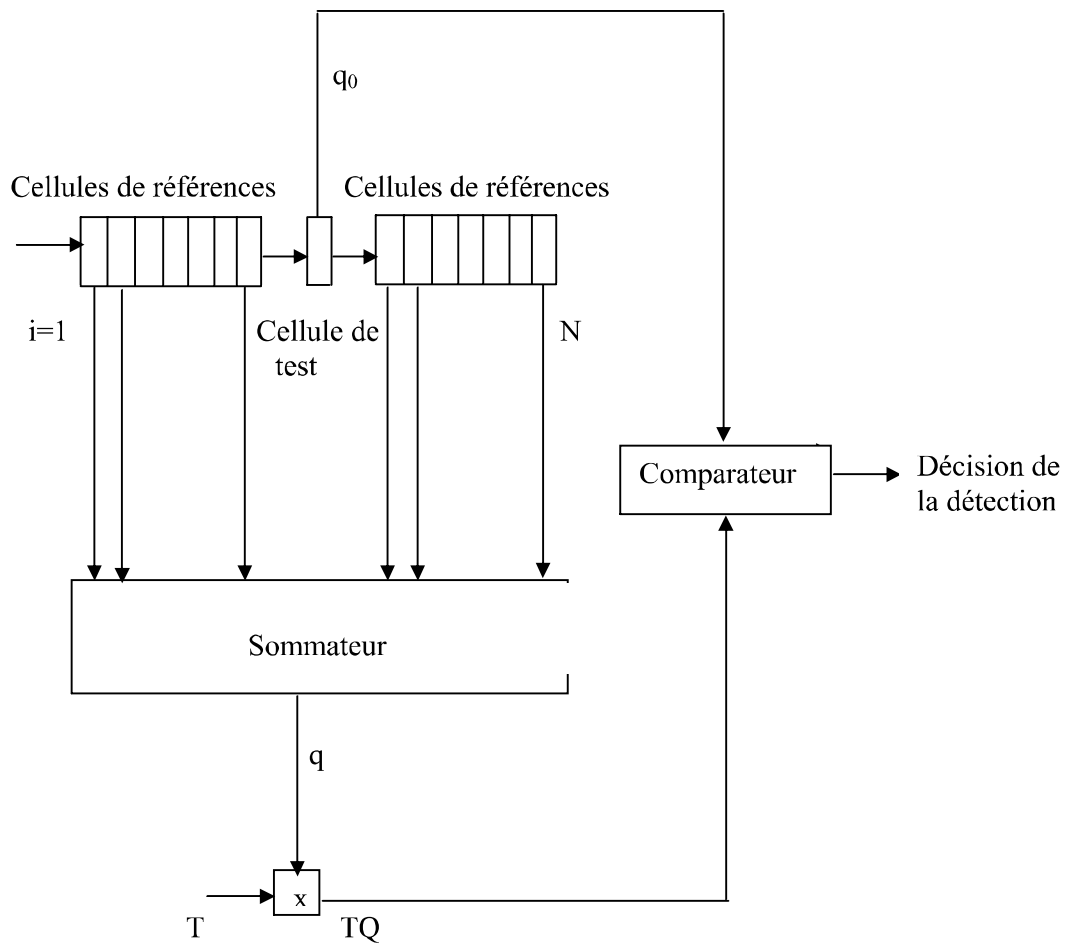 q₀
Cellules de références
Cellules de références
i=1
Cellule de
test
N
Comparateur
Décision de
la détection
Sommateur
q
x
T
TQ